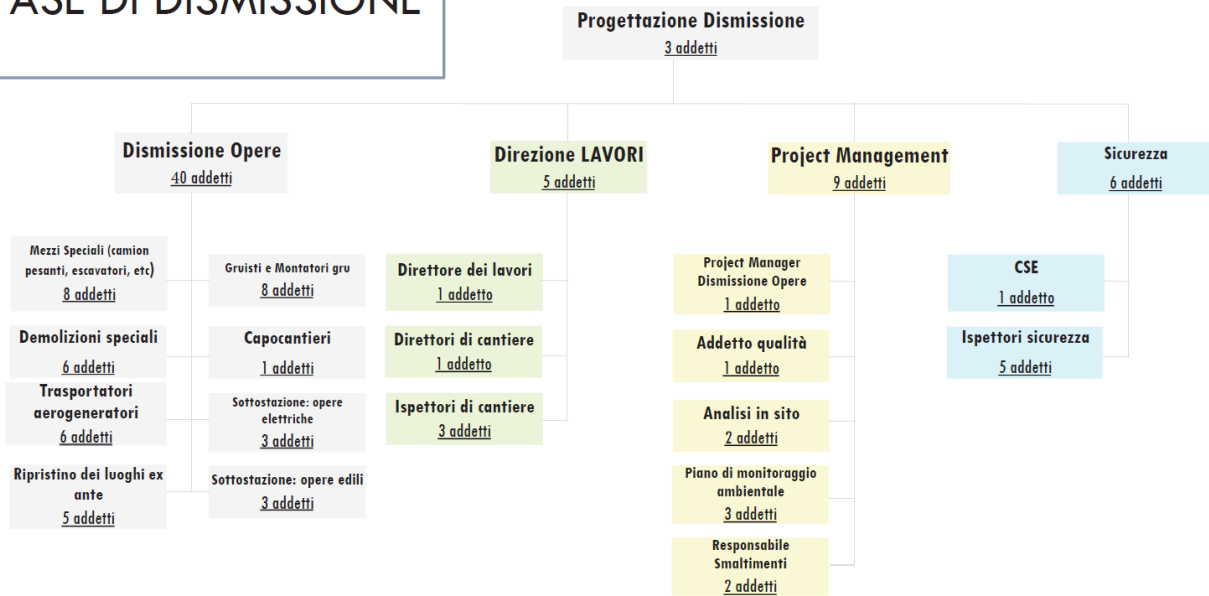 ASE DI DISMISSIONE
Progettazione Dismissione
3 addetti
Dismissione Opere
40 addetti
Mezzi Speciali (camion
pesanti, escavatori, etc)
8 addetti
Gruisti e Montatori gru
8 addetti
Demolizioni speciali
6 addetti
Capocantieri
1 addetti
Trasportatori
aerogeneratori
6 addetti
Sottostazione: opere
elettriche
3 addetti
Ripristino dei luoghi ex
ante
5 addetti
Sottostazione: opere edili
3 addetti
Direzione LAVORI
5 addetti
Direttore dei lavori
1 addetto
Direttori di cantiere
1 addetto
Ispettori di cantiere
3 addetti
Project Management
9 addetti
Project Manager
Dismissione Opere
1 addetto
Addetto qualità
1 addetto
Analisi in sito
2 addetti
Piano di monitoraggio
ambientale
3 addetti
Responsabile
Smaltimenti
2 addetti
Sicurezza
6 addetti
CSE
1 addetto
Ispettori sicurezza
5 addetti